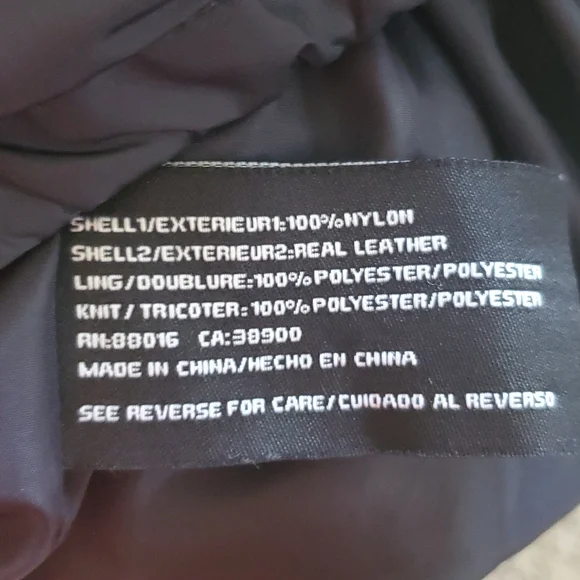 SHELL1/EXTERIEUR1:100%NYLON
SHELL2/EXTERIEUR2:REAL LEATHER
LING/DOUBLURE:100%POLYESTER/POLYESTER
KNIT/TRICOTER:100%POLYESTER/POLYESTER
RN:88016 CA:38900
MADE IN CHINA/HECHO EN CHINA
SEE REVERSE FOR CARE/CUIDADO AL REVERSO